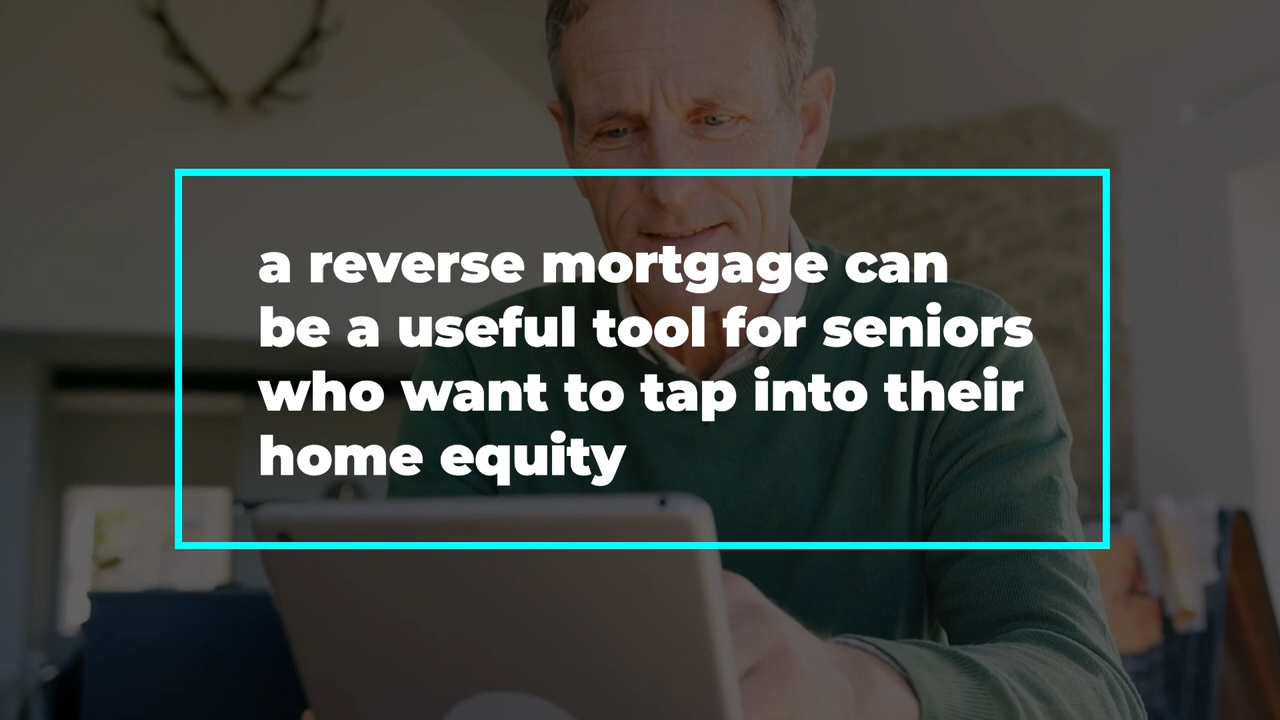 a reverse mortgage can
be a useful tool for seniors
who want to tap into their
home equity